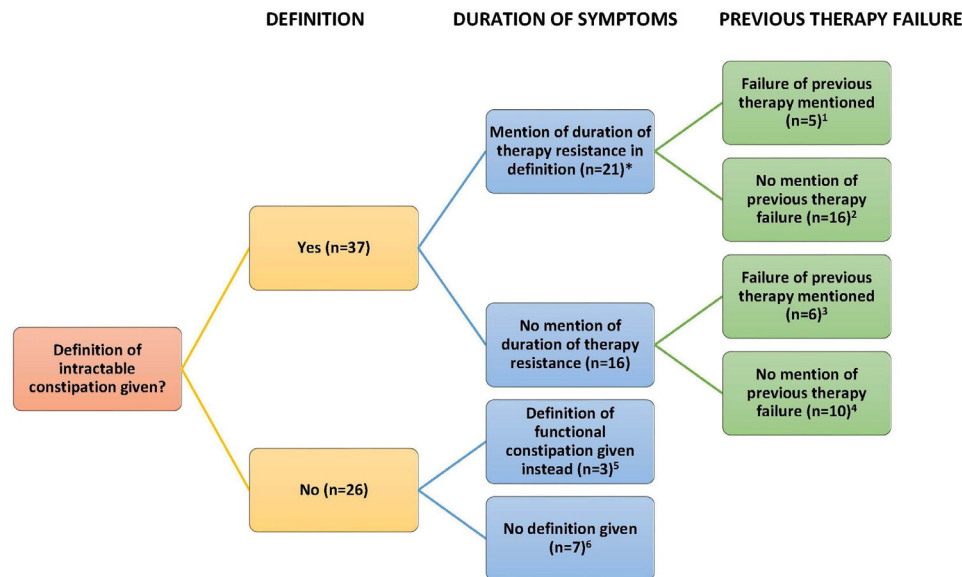 DEFINITION
DURATION OF SYMPTOMS
PREVIOUS THERAPY FAILURE
Definition of
intractable
constipation given?
Yes (n=37)
No (n=26)
Mention of duration of
therapy resistance in
definition (n=21)*
No mention of
duration of therapy
resistance (n=16)
Definition of
functional
constipation given
instead (n=3)⁵
No definition given
(n=7)⁶
Failure of previous
therapy mentioned
(n=5)¹
No mention of
previous therapy
failure (n=16)²
Failure of previous
therapy mentioned
(n=6)³
No mention of
previous therapy
failure (n=10)⁴